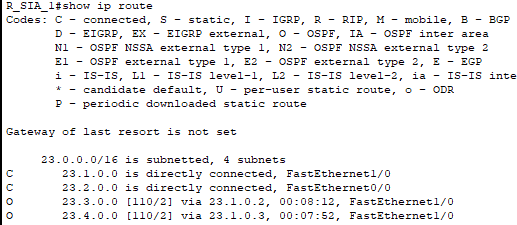 R_SIA_1#show ip route
Codes: C - connected, S - static, I - IGRP, R - RIP, M - mobile, B - BGP
       D - EIGRP, EX - EIGRP external, O - OSPF, IA - OSPF inter area
       N1 - OSPF NSSA external type 1, N2 - OSPF NSSA external type 2
       E1 - OSPF external type 1, E2 - OSPF external type 2, E - EGP
       i - IS-IS, L1 - IS-IS level-1, L2 - IS-IS level-2, ia - IS-IS inte
       * - candidate default, U - per-user static route, o - ODR
       P - periodic downloaded static route
Gateway of last resort is not set
     23.0.0.0/16 is subnetted, 4 subnets
C       23.1.0.0 is directly connected, FastEthernet1/0
C       23.2.0.0 is directly connected, FastEthernet0/0
O       23.3.0.0 [110/2] via 23.1.0.2, 00:08:12, FastEthernet1/0
O       23.4.0.0 [110/2] via 23.1.0.3, 00:07:52, FastEthernet1/0